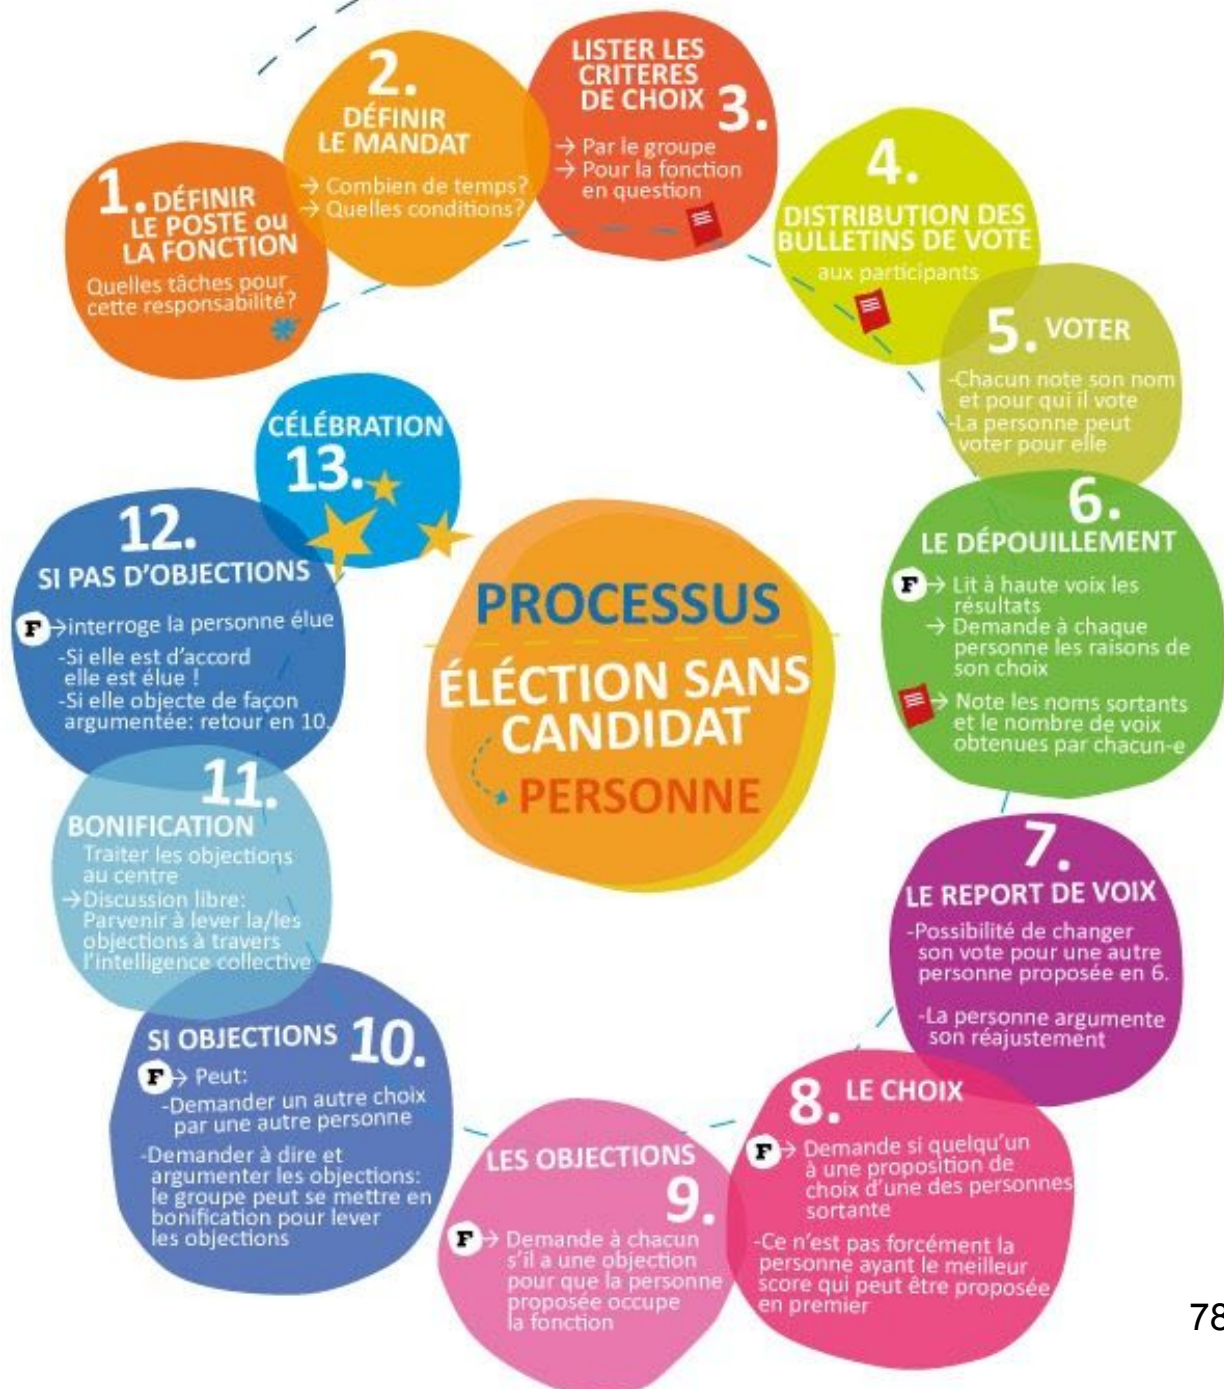 1. DÉFINIR
LE POSTE ou
LA FONCTION
Quelles tâches pour
cette responsabilité?
2.
DÉFINIR
LE MANDAT
→ Combien de temps?
→ Quelles conditions?
LISTER LES
CRITERES
DE CHOIX 3.
→ Par le groupe
→ Pour la fonction
en question
4.
DISTRIBUTION DES
BULLETINS DE VOTE
aux participants
5. VOTER
-Chacun note son nom
et pour qui il vote
-La personne peut
voter pour elle
6.
LE DÉPOUILLEMENT
F → Lit à haute voix les
résultats
→ Demande à chaque
personne les raisons de
son choix
→ Note les noms sortants
et le nombre de voix
obtenues par chacun-e
7.
LE REPORT DE VOIX
-Possibilité de changer
son vote pour une autre
personne proposée en 6.
-La personne argumente
son réajustement
8. LE CHOIX
F → Demande si quelqu'un
à une proposition de
choix d'une des personnes
sortante
-Ce n'est pas forcément la
personne ayant le meilleur
score qui peut être proposée
en premier
LES OBJECTIONS
9.
F → Demande à chacun
s'il a une objection
pour que la personne
proposée occupe
la fonction
SI OBJECTIONS 10.
F → Peut:
-Demander un autre choix
par une autre personne
-Demander à dire et
argumenter les objections:
le groupe peut se mettre en
bonification pour lever
les objections
11.
BONIFICATION
Traiter les objections
au centre
→Discussion libre:
Parvenir à lever la/les
objections à travers
l'intelligence collective
12.
SI PAS D'OBJECTIONS
F →interroge la personne élue
-Si elle est d'accord
elle est élue !
-Si elle objecte de façon
argumentée: retour en 10.
CÉLÉBRATION
13.
PROCESSUS
ÉLÉCTION SANS
CANDIDAT
PERSONNE
78